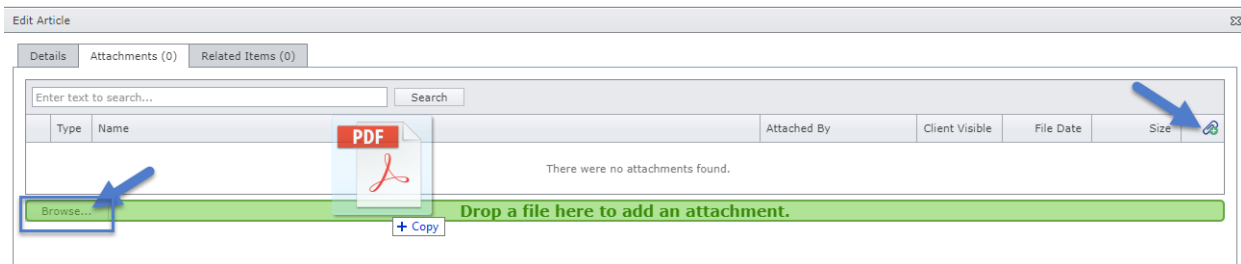 Edit Article
Details Attachments (0) Related Items (0)
Enter text to search... Search
Type Name Attached By Client Visible File Date Size
PDF
There were no attachments found.
Browse... Drop a file here to add an attachment.
+ Copy